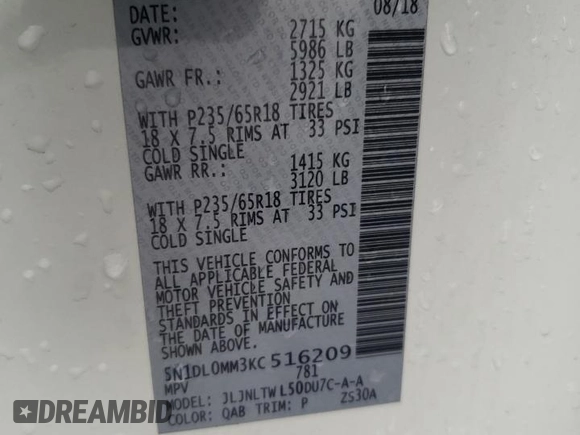 DATE: 08/18
GVWR: 2715 KG
5986 LB
GAWR FR.: 1325 KG
2921 LB
WITH P235/65R18 TIRES
18 X 7.5 RIMS AT 33 PSI
COLD SINGLE
GAWR RR.: 1415 KG
3120 LB
WITH P235/65R18 TIRES
18 X 7.5 RIMS AT 33 PSI
COLD SINGLE
THIS VEHICLE CONFORMS TO
ALL APPLICABLE FEDERAL
MOTOR VEHICLE SAFETY AND
THEFT PREVENTION
STANDARDS IN EFFECT ON
THE DATE OF MANUFACTURE
SHOWN ABOVE.
5N1DL0MM3KC516209
MPV 781
MODEL: JLJNLTWL50DU7C-A-A
COLOR: QAB TRIM: P ZS30A
RIDESAFELY.COM